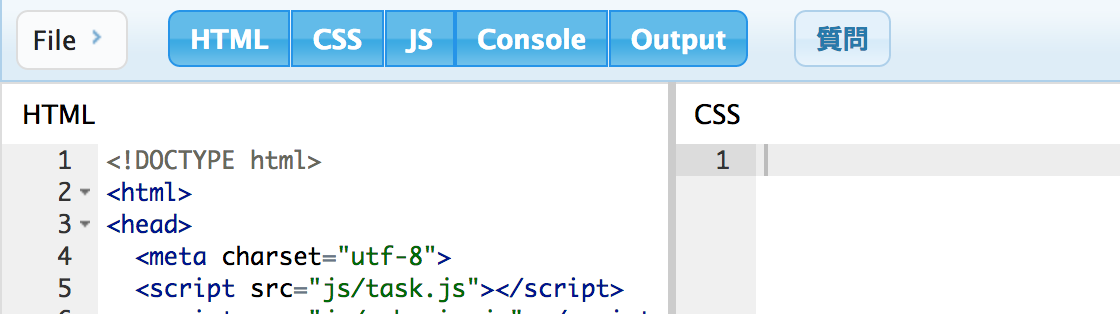 File HTML CSS JS Console Output 質問
HTML
1 <!DOCTYPE html>
2 <html>
3 <head>
4 <meta charset="utf-8">
5 <script src="js/task.js"></script>
CSS
1